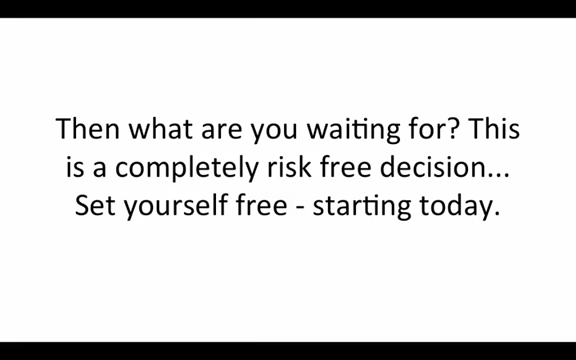 Then what are you waiting for? This
is a completely risk free decision...
Set yourself free - starting today.